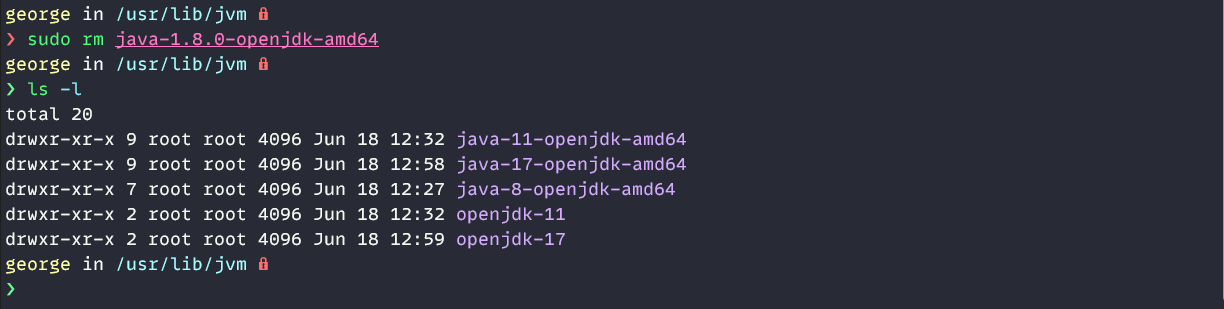 george in /usr/lib/jvm
❯ sudo rm java-1.8.0-openjdk-amd64
george in /usr/lib/jvm
❯ ls -l
total 20
drwxr-xr-x 9 root root 4096 Jun 18 12:32 java-11-openjdk-amd64
drwxr-xr-x 9 root root 4096 Jun 18 12:58 java-17-openjdk-amd64
drwxr-xr-x 7 root root 4096 Jun 18 12:27 java-8-openjdk-amd64
drwxr-xr-x 2 root root 4096 Jun 18 12:32 openjdk-11
drwxr-xr-x 2 root root 4096 Jun 18 12:59 openjdk-17
george in /usr/lib/jvm
❯